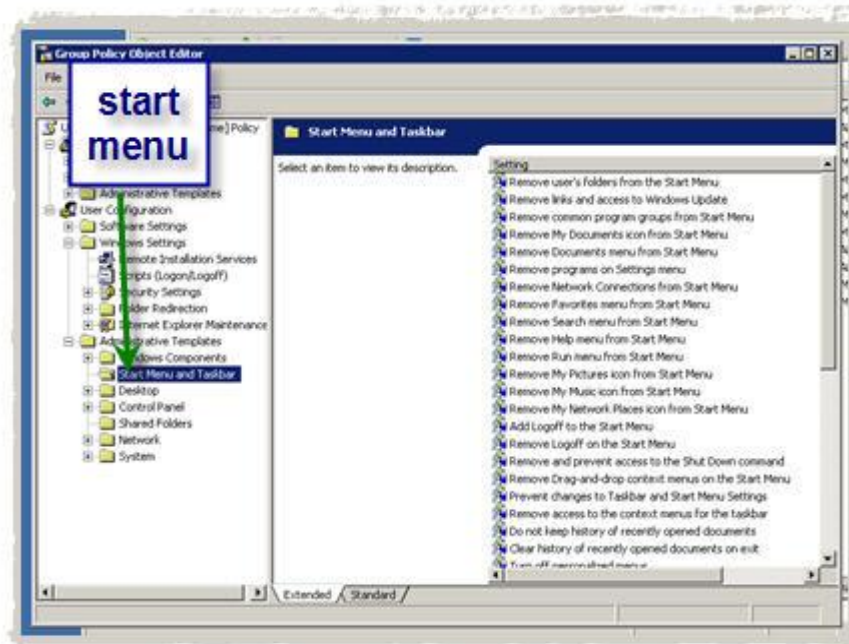 Group Policy Object Editor
File
start
menu
me] Policy
Administrative Templates
User Configuration
Software Settings
Windows Settings
Remote Installation Services
Scripts (Logon/Logoff)
Security Settings
Folder Redirection
Internet Explorer Maintenance
Administrative Templates
Windows Components
Start Menu and Taskbar
Desktop
Control Panel
Shared Folders
Network
System
Start Menu and Taskbar
Select an item to view its description.
Setting
Remove user's folders from the Start Menu
Remove links and access to Windows Update
Remove common program groups from Start Menu
Remove My Documents icon from Start Menu
Remove Documents menu from Start Menu
Remove programs on Settings menu
Remove Network Connections from Start Menu
Remove Favorites menu from Start Menu
Remove Search menu from Start Menu
Remove Help menu from Start Menu
Remove Run menu from Start Menu
Remove My Pictures icon from Start Menu
Remove My Music icon from Start Menu
Remove My Network Places icon from Start Menu
Add Logoff to the Start Menu
Remove Logoff on the Start Menu
Remove and prevent access to the Shut Down command
Remove Drag-and-drop context menus on the Start Menu
Prevent changes to Taskbar and Start Menu Settings
Remove access to the context menus for the taskbar
Do not keep history of recently opened documents
Clear history of recently opened documents on exit
Turn off personalized menus
Extended
Standard